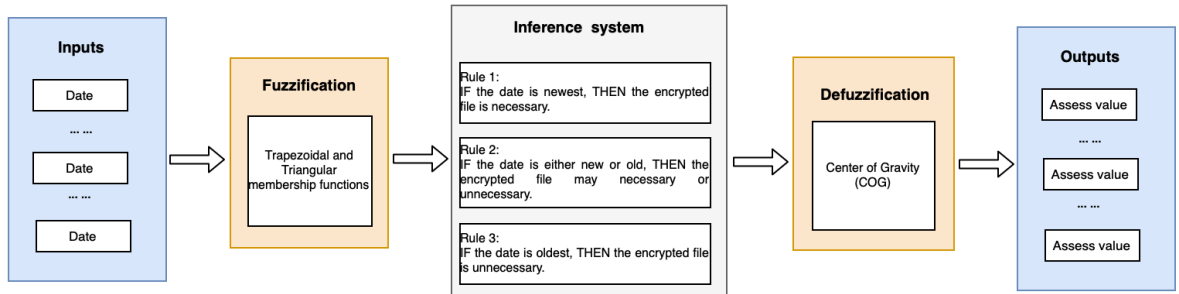 Inputs
Date
... ...
Date
... ...
Date
Fuzzification
Trapezoidal and
Triangular
membership functions
Inference system
Rule 1:
IF the date is newest, THEN the encrypted
file is necessary.
Rule 2:
IF the date is either new or old, THEN the
encrypted file may necessary or
unnecessary.
Rule 3:
IF the date is oldest, THEN the encrypted file
is unnecessary.
Defuzzification
Center of Gravity
(COG)
Outputs
Assess value
... ...
Assess value
... ...
Assess value